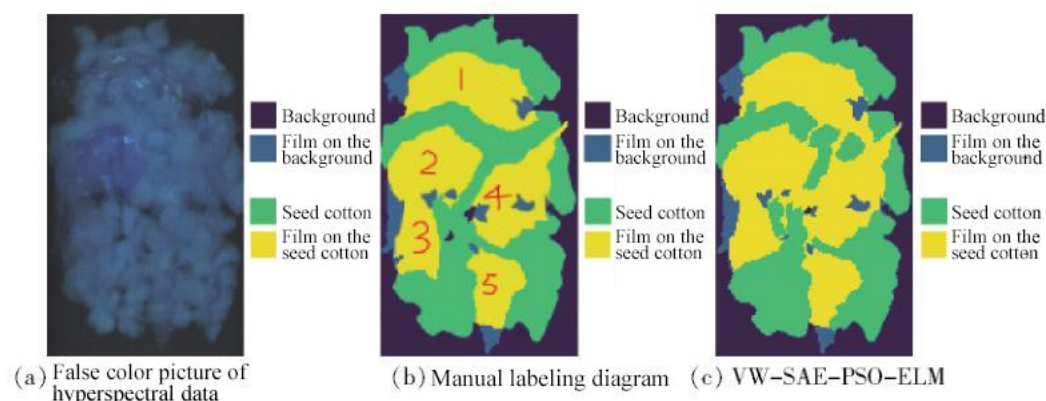 Background
Film on the
background
Seed cotton
Film on the
seed cotton
(a) False color picture of
hyperspectral data
1
2
3
4
5
Background
Film on the
background
Seed cotton
Film on the
seed cotton
(b) Manual labeling diagram
Background
Film on the
background
Seed cotton
Film on the
seed cotton
(c) VW-SAE-PSO-ELM